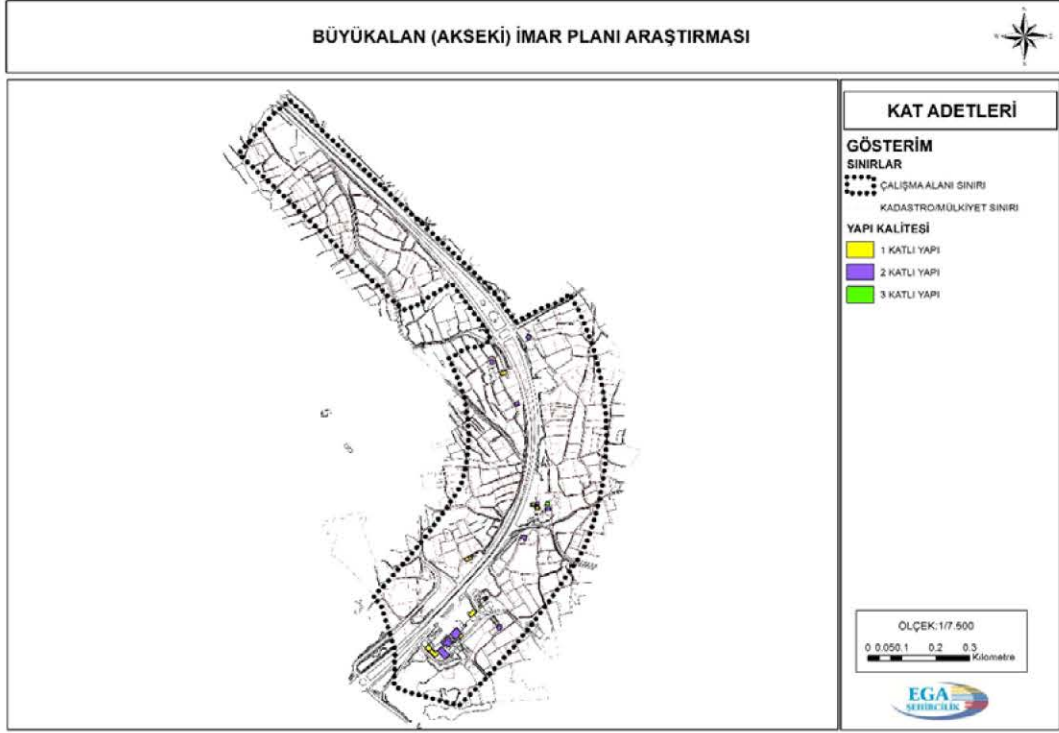 BÜYÜKALAN (AKSEKİ) İMAR PLANI ARAŞTIRMASI
KAT ADETLERİ
GÖSTERİM
SINIRLAR
ÇALIŞMA ALANI SINIRI
KADASTRO/MÜLKİYET SINIRI
YAPI KALİTESİ
1 KATLI YAPI
2 KATLI YAPI
3 KATLI YAPI
ÖLÇEK:1/7.500
0 0.050.1 0.2 0.3
Kilometre
EGA
ŞEHİRCİLİK